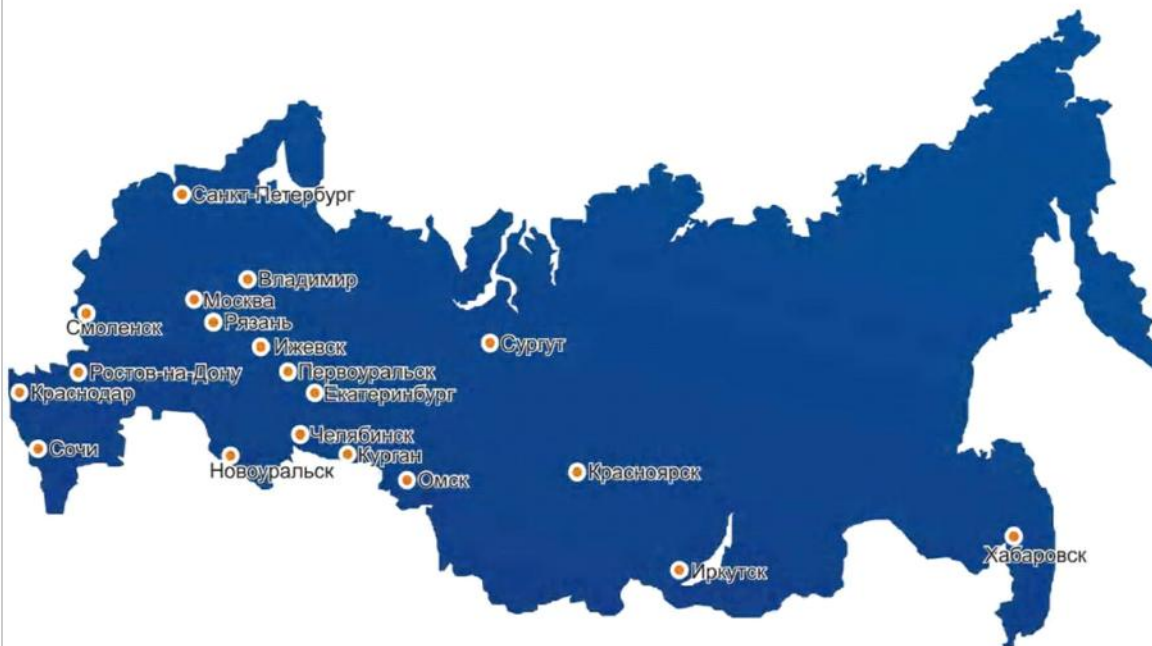 Санкт-Петербург
Владимир
Москва
Смоленск
Рязань
Ижевск
Сургут
Ростов-на-Дону
Первоуральск
Краснодар
Екатеринбург
Челябинск
Сочи
Курган
Новоуральск
Омск
Красноярск
Хабаровск
Иркутск